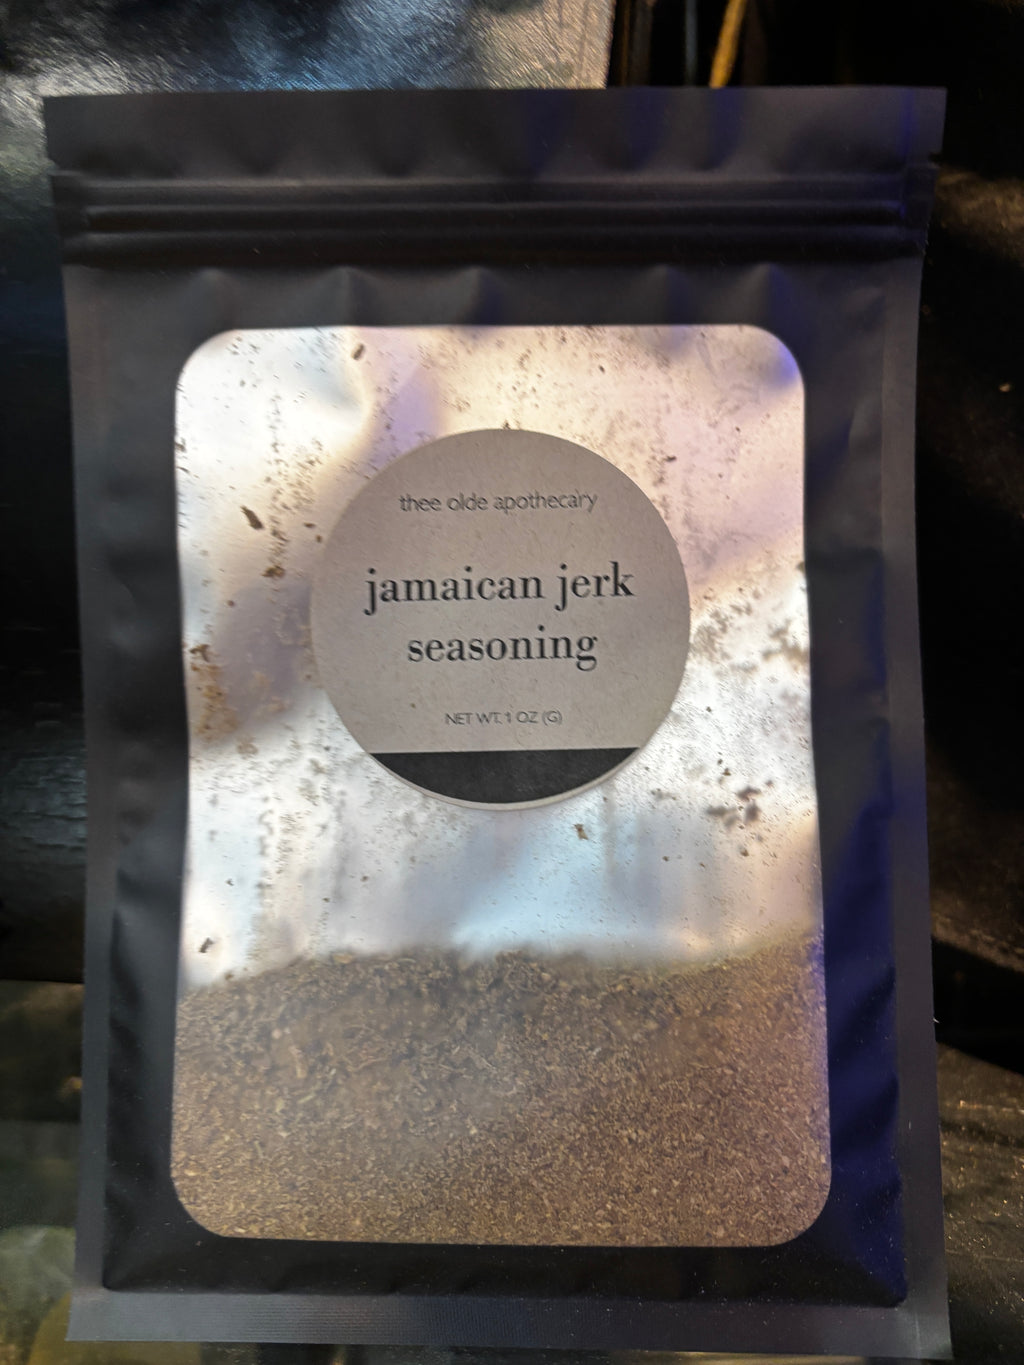 thee olde apothecary
jamaican jerk
seasoning
NET WT. 1 OZ (G)